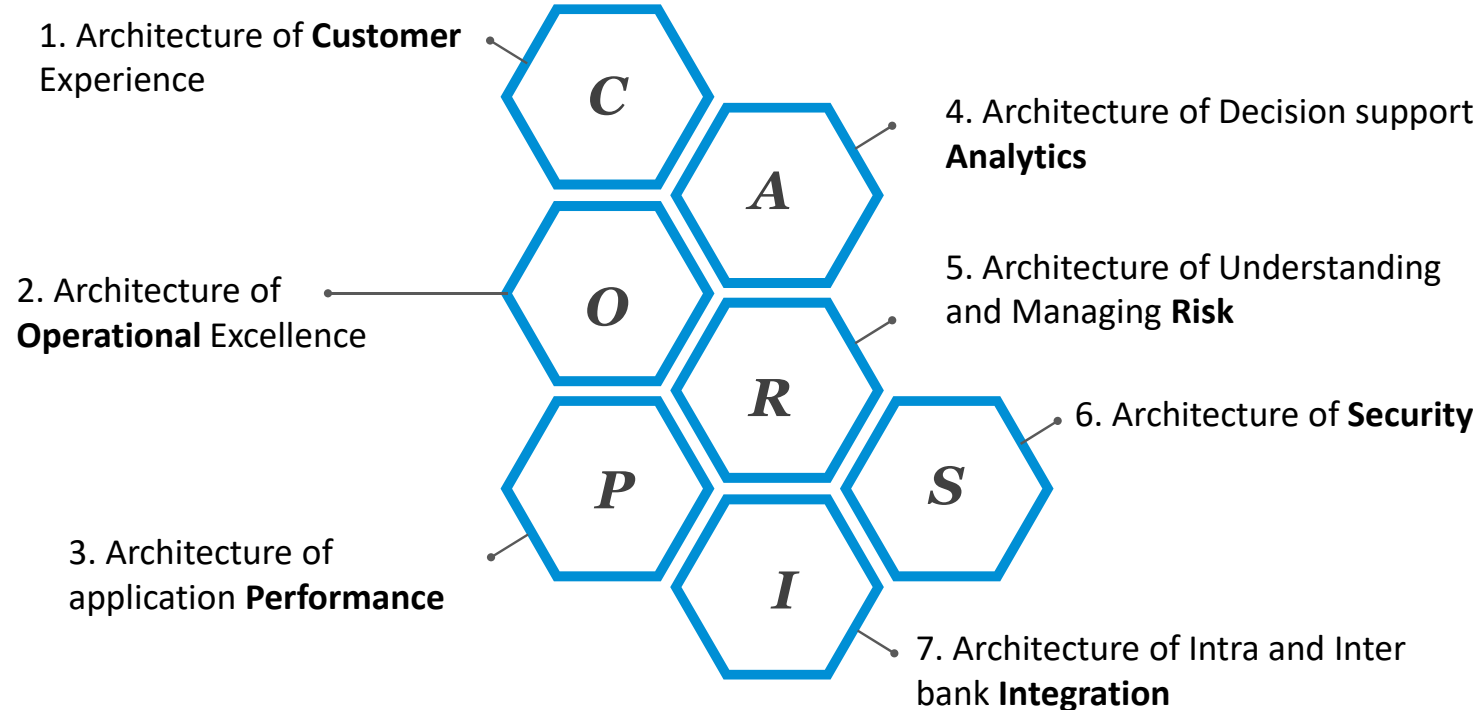 1. Architecture of Customer
Experience
C
4. Architecture of Decision support
Analytics
A
2. Architecture of
Operational Excellence
O
5. Architecture of Understanding
and Managing Risk
R
6. Architecture of Security
S
3. Architecture of
application Performance
P
I
7. Architecture of Intra and Inter
bank Integration